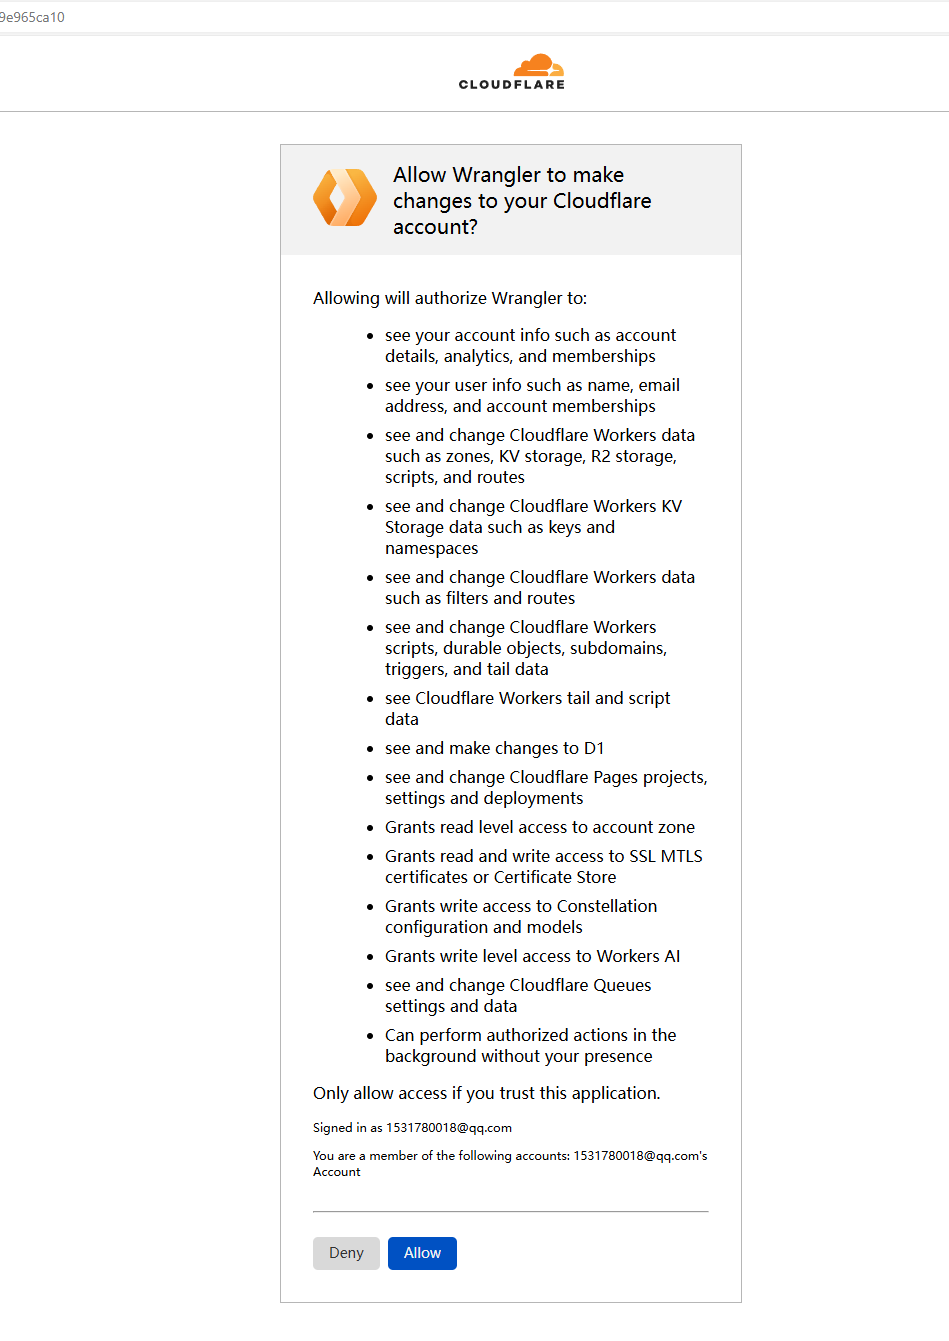 9e965ca10
CLOUDFLARE
Allow Wrangler to make
changes to your Cloudflare
account?
Allowing will authorize Wrangler to:
• see your account info such as account
details, analytics, and memberships
• see your user info such as name, email
address, and account memberships
• see and change Cloudflare Workers data
such as zones, KV storage, R2 storage,
scripts, and routes
• see and change Cloudflare Workers KV
Storage data such as keys and
namespaces
• see and change Cloudflare Workers data
such as filters and routes
• see and change Cloudflare Workers
scripts, durable objects, subdomains,
triggers, and tail data
• see Cloudflare Workers tail and script
data
• see and make changes to D1
• see and change Cloudflare Pages projects,
settings and deployments
• Grants read level access to account zone
• Grants read and write access to SSL MTLS
certificates or Certificate Store
• Grants write access to Constellation
configuration and models
• Grants write level access to Workers AI
• see and change Cloudflare Queues
settings and data
• Can perform authorized actions in the
background without your presence
Only allow access if you trust this application.
Signed in as 1531780018@qq.com
You are a member of the following accounts: 1531780018@qq.com's
Account
Deny Allow